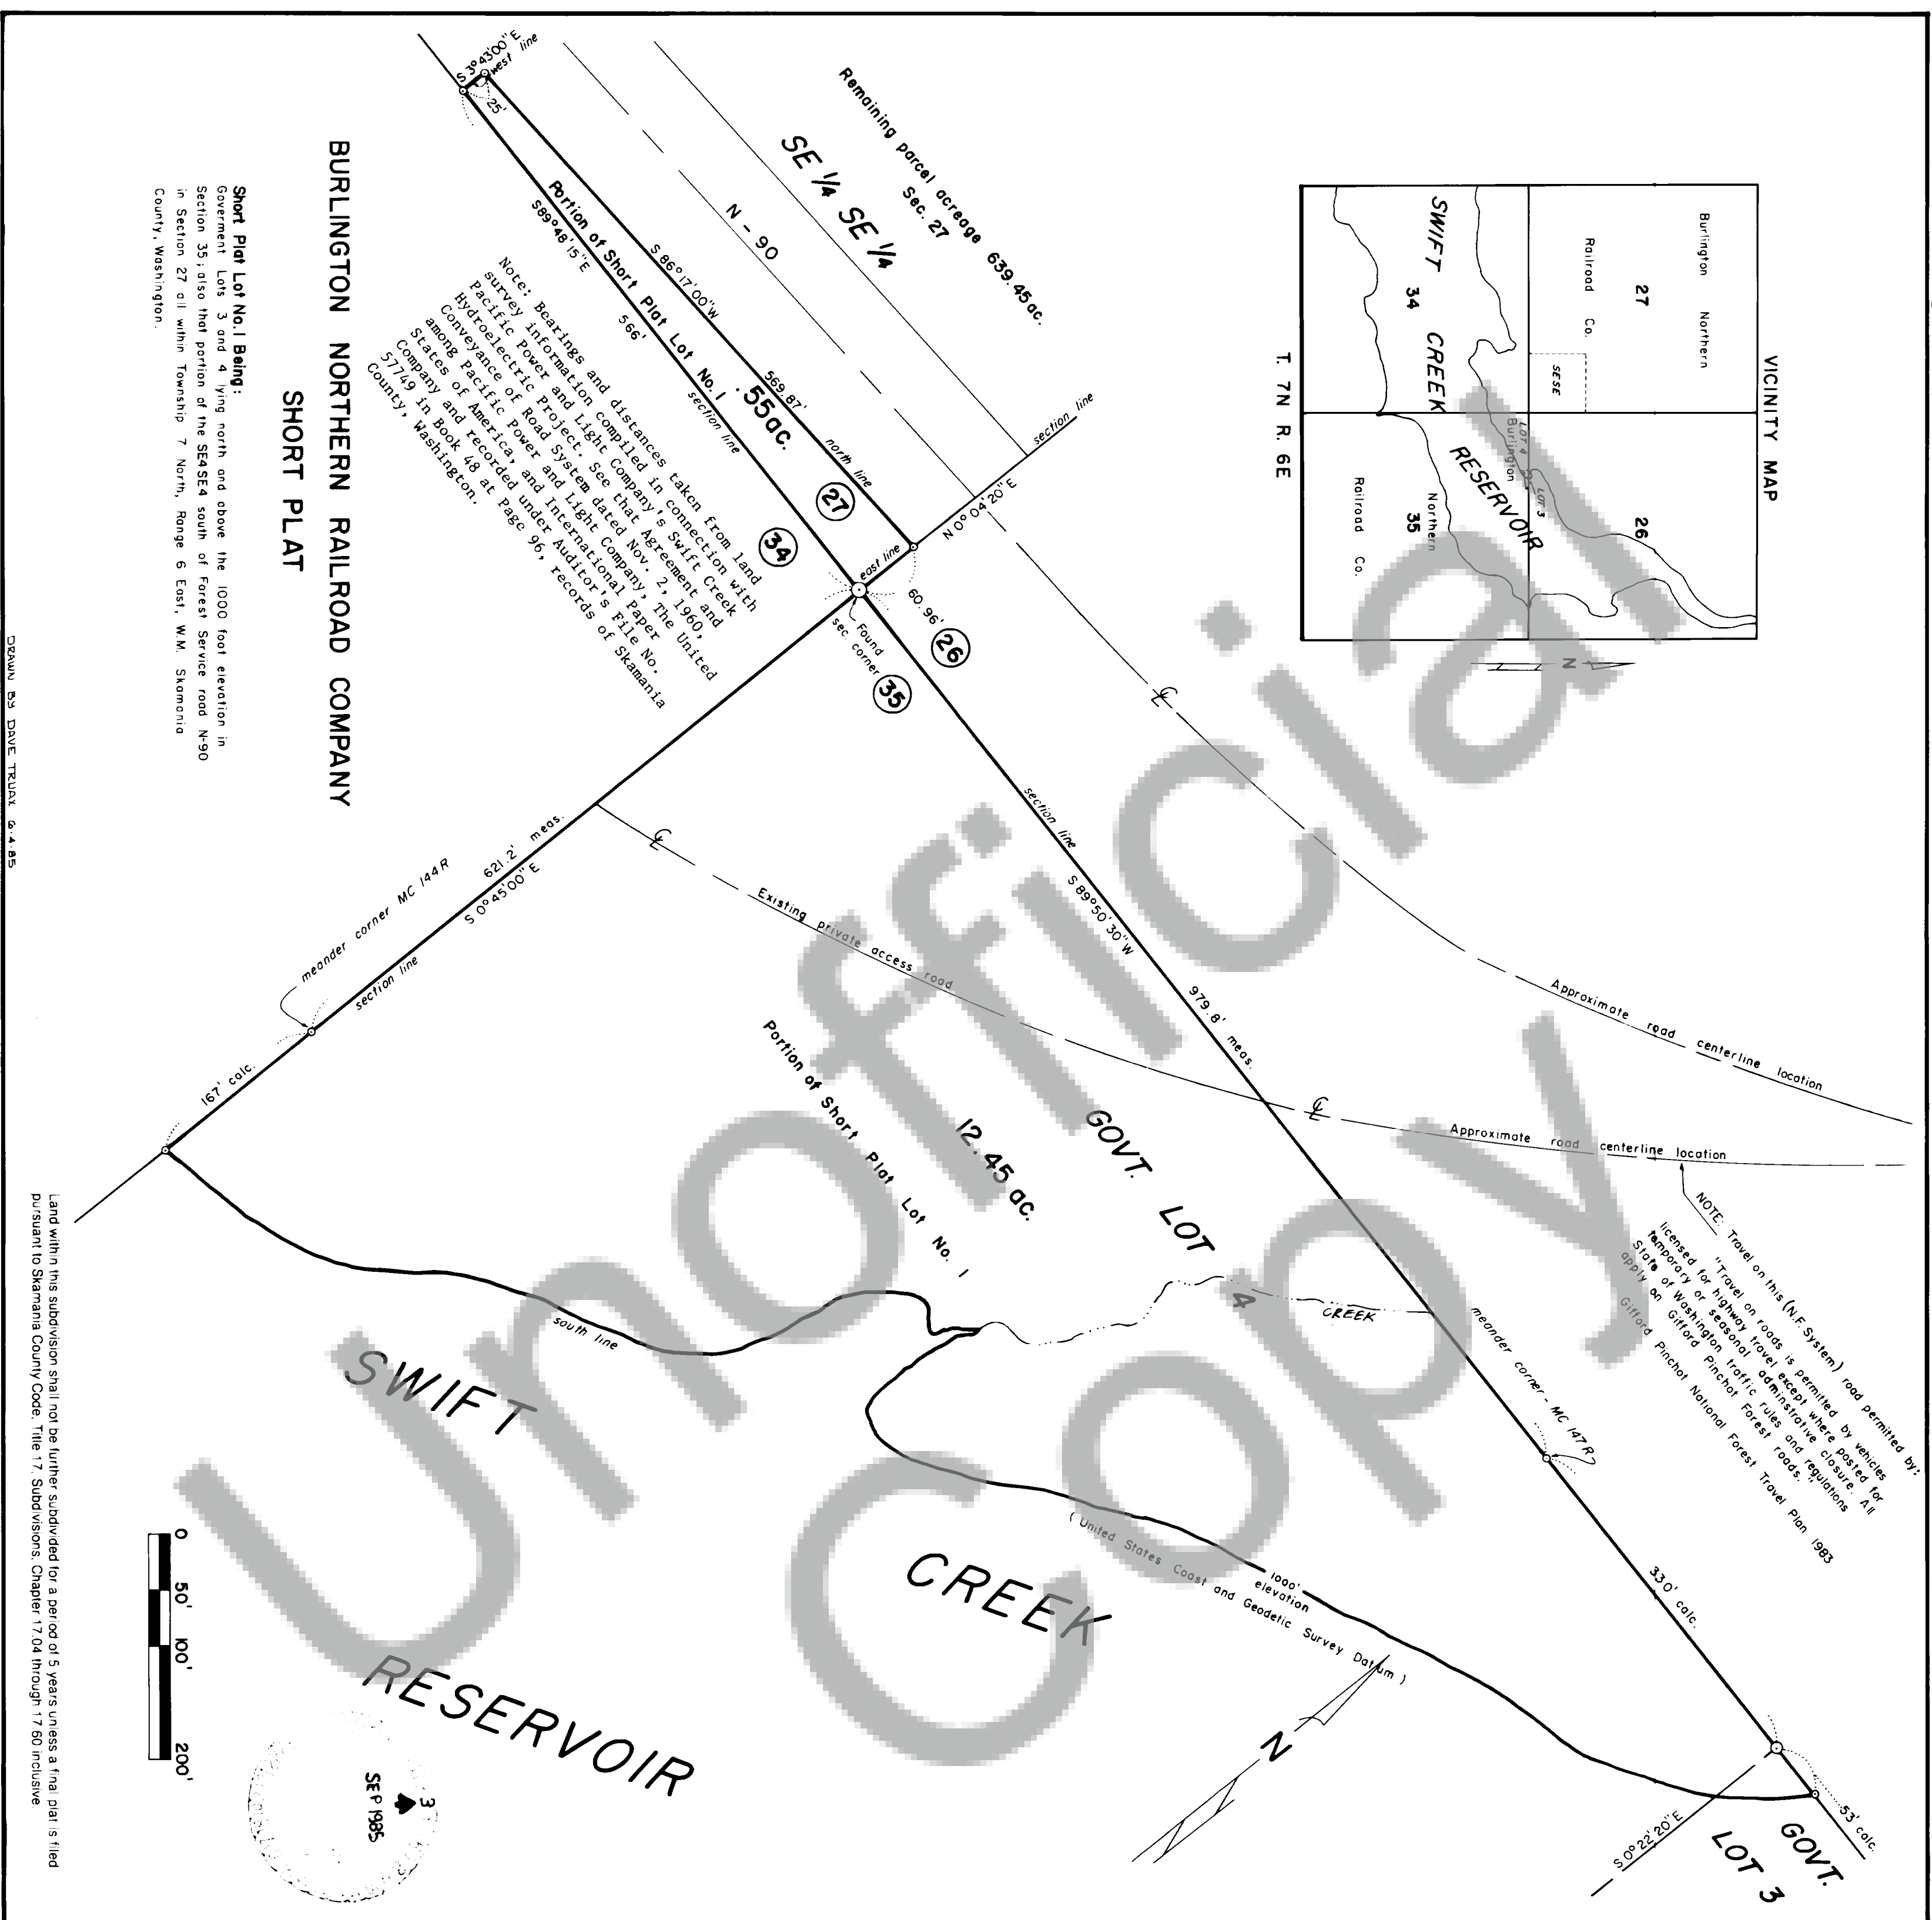 BURLINGTON NORTHERN RAILROAD COMPANY
SHORT PLAT
Short Plat Lot No. 1 Being:
Government Lots 3 and 4 lying north and above the 1000 foot elevation in
Section 35; also that portion of the SE4SE4 south of Forest Service road N-90
in Section 27 all within Township 7 North, Range 6 East, W.M. Skamania
County, Washington.
DRAWN BY DAVE TRUAX 6·4·85
VICINITY MAP
Burlington Northern
27
Railroad Co.
SESE
26
SWIFT CREEK
RESERVOIR
34
LOT 4
LOT 3
Burlington
Northern
35
Railroad Co.
T. 7N R. 6E
N
Remaining parcel acreage 639.45ac.
Sec. 27
SE 1/4 SE 1/4
N - 90
S 3°43'00"E
west line
25'
S 86°17'00"W
569.87'
north line
Portion of Short Plat Lot No. 1
.55ac.
S89°48'15"E
566'
section line
27
34
26
35
east line
60.96'
N 0°04'20"E
section line
Found
sec. corner
Note: Bearings and distances taken from land
survey information compiled in connection with
Pacific Power and Light Company's Swift Creek
Hydroelectric Project. See that Agreement and
Conveyance of Road System dated Nov. 2, 1960,
among Pacific Power and Light Company, The United
States of America, and International Paper
Company and recorded under Auditor's File No.
57749 in Book 48 at Page 96, records of Skamania
County, Washington.
621.2' meas.
S 0°45'00"E
meander corner MC 144R
section line
167' calc.
section line
S 89°50'30"W
979.8' meas.
Existing private access road
Approximate road centerline location
Approximate road centerline location
NOTE: Travel on this (N.F. System) road permitted by:
"Travel on roads is permitted by vehicles
licensed for highway travel except where posted for
temporary or seasonal adminstrative closure. All
State of Washington traffic rules and regulations
apply on Gifford Pinchot Forest roads."
Gifford Pinchot National Forest Travel Plan 1983
Portion of Short Plat Lot No. 1
12.45 ac.
GOVT. LOT 4
CREEK
meander corner - MC 147R
330' calc.
53' calc.
S 0°22'20"E
GOVT.
LOT 3
south line
1000'
elevation
(United States Coast and Geodetic Survey Datum)
SWIFT
CREEK
RESERVOIR
N
0 50' 100' 200'
3
SEP 1985
Land within this subdivision shall not be further subdivided for a period of 5 years unless a final plat is filed
pursuant to Skamania County Code, Title 17, Subdivisions, Chapter 17.04 through 17.60 inclusive
Unofficial
Copy